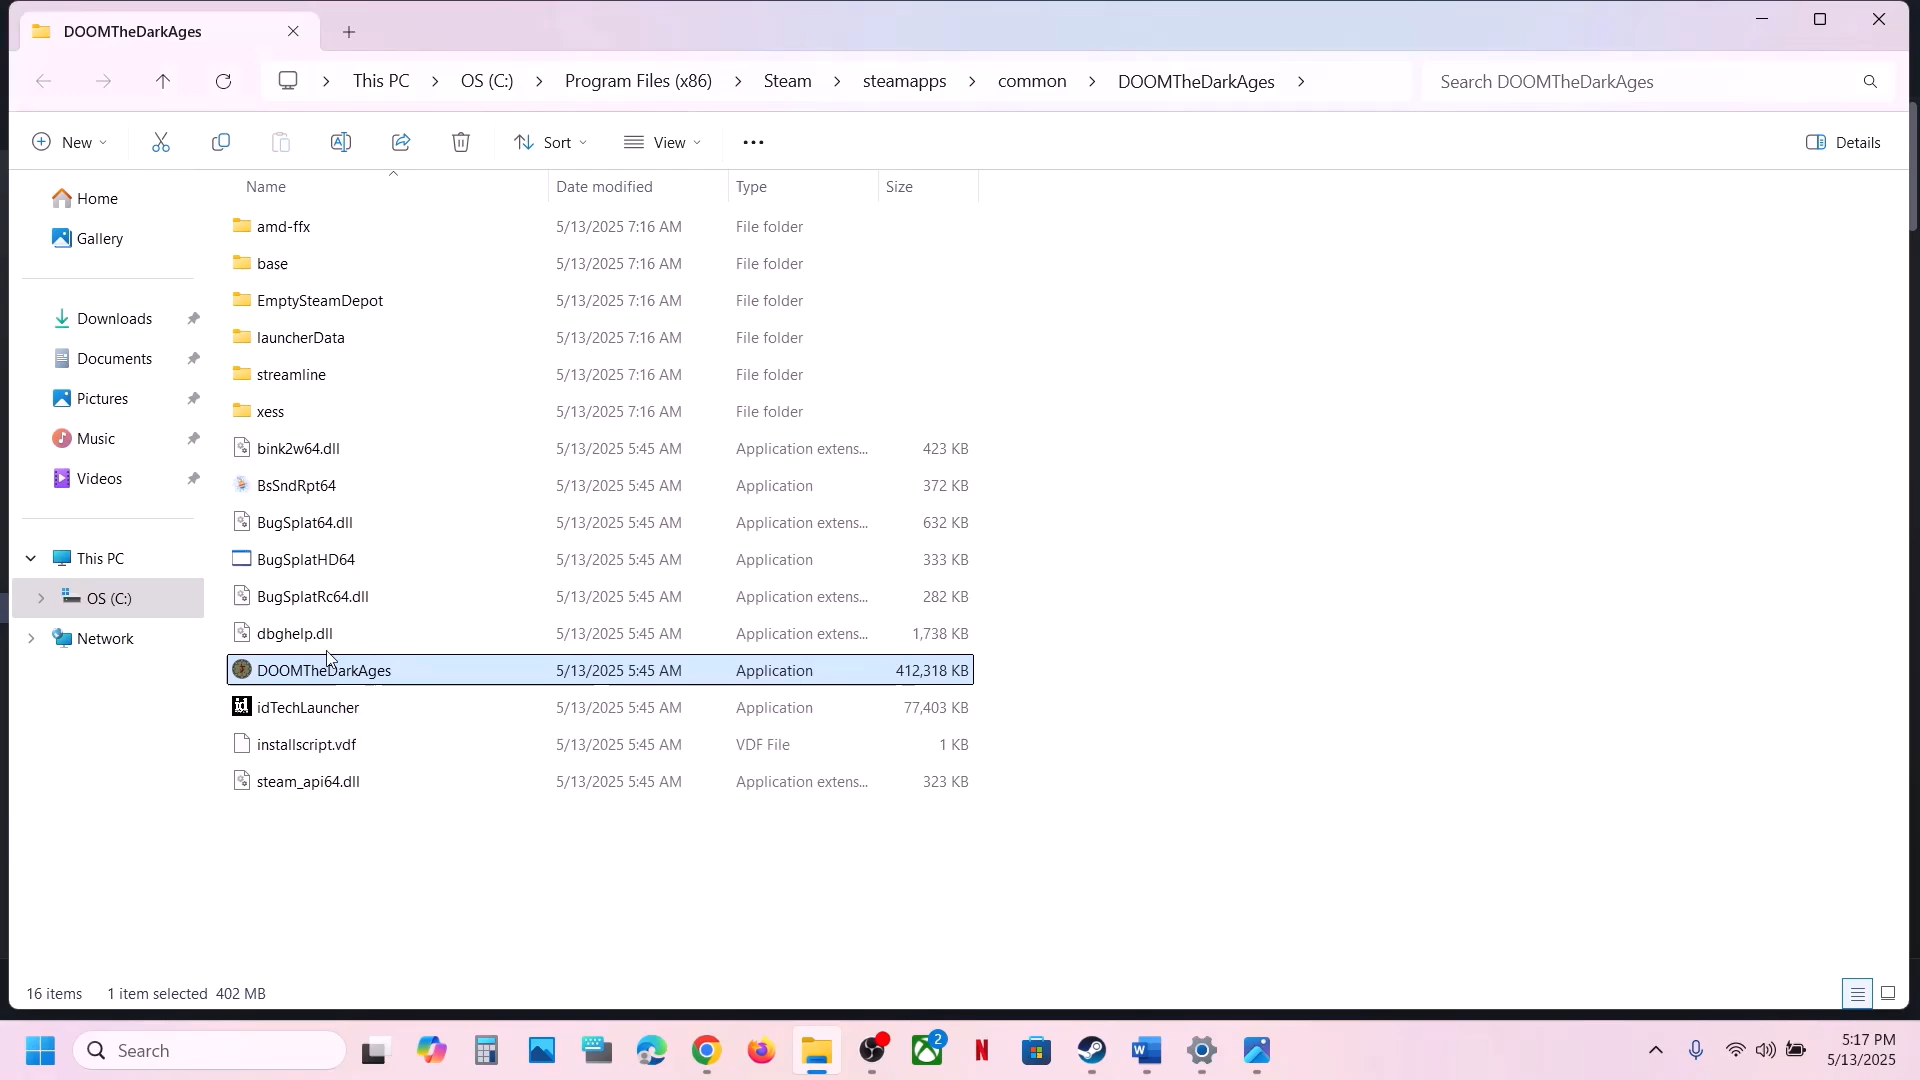 DOOMTheDarkAges
This PC OS (C:) Program Files (x86) Steam steamapps common DOOMTheDarkAges
Search DOOMTheDarkAges
New Sort View Details
Name Date modified Type Size
Home
Gallery
Downloads
Documents
Pictures
Music
Videos
This PC
OS (C:)
Network
amd-ffx 5/13/2025 7:16 AM File folder
base 5/13/2025 7:16 AM File folder
EmptySteamDepot 5/13/2025 7:16 AM File folder
launcherData 5/13/2025 7:16 AM File folder
streamline 5/13/2025 7:16 AM File folder
xess 5/13/2025 7:16 AM File folder
bink2w64.dll 5/13/2025 5:45 AM Application extens... 423 KB
BsSndRpt64 5/13/2025 5:45 AM Application 372 KB
BugSplat64.dll 5/13/2025 5:45 AM Application extens... 632 KB
BugSplatHD64 5/13/2025 5:45 AM Application 333 KB
BugSplatRc64.dll 5/13/2025 5:45 AM Application extens... 282 KB
dbghelp.dll 5/13/2025 5:45 AM Application extens... 1,738 KB
DOOMTheDarkAges 5/13/2025 5:45 AM Application 412,318 KB
idTechLauncher 5/13/2025 5:45 AM Application 77,403 KB
installscript.vdf 5/13/2025 5:45 AM VDF File 1 KB
steam_api64.dll 5/13/2025 5:45 AM Application extens... 323 KB
16 items 1 item selected 402 MB
Search
2
5:17 PM
5/13/2025